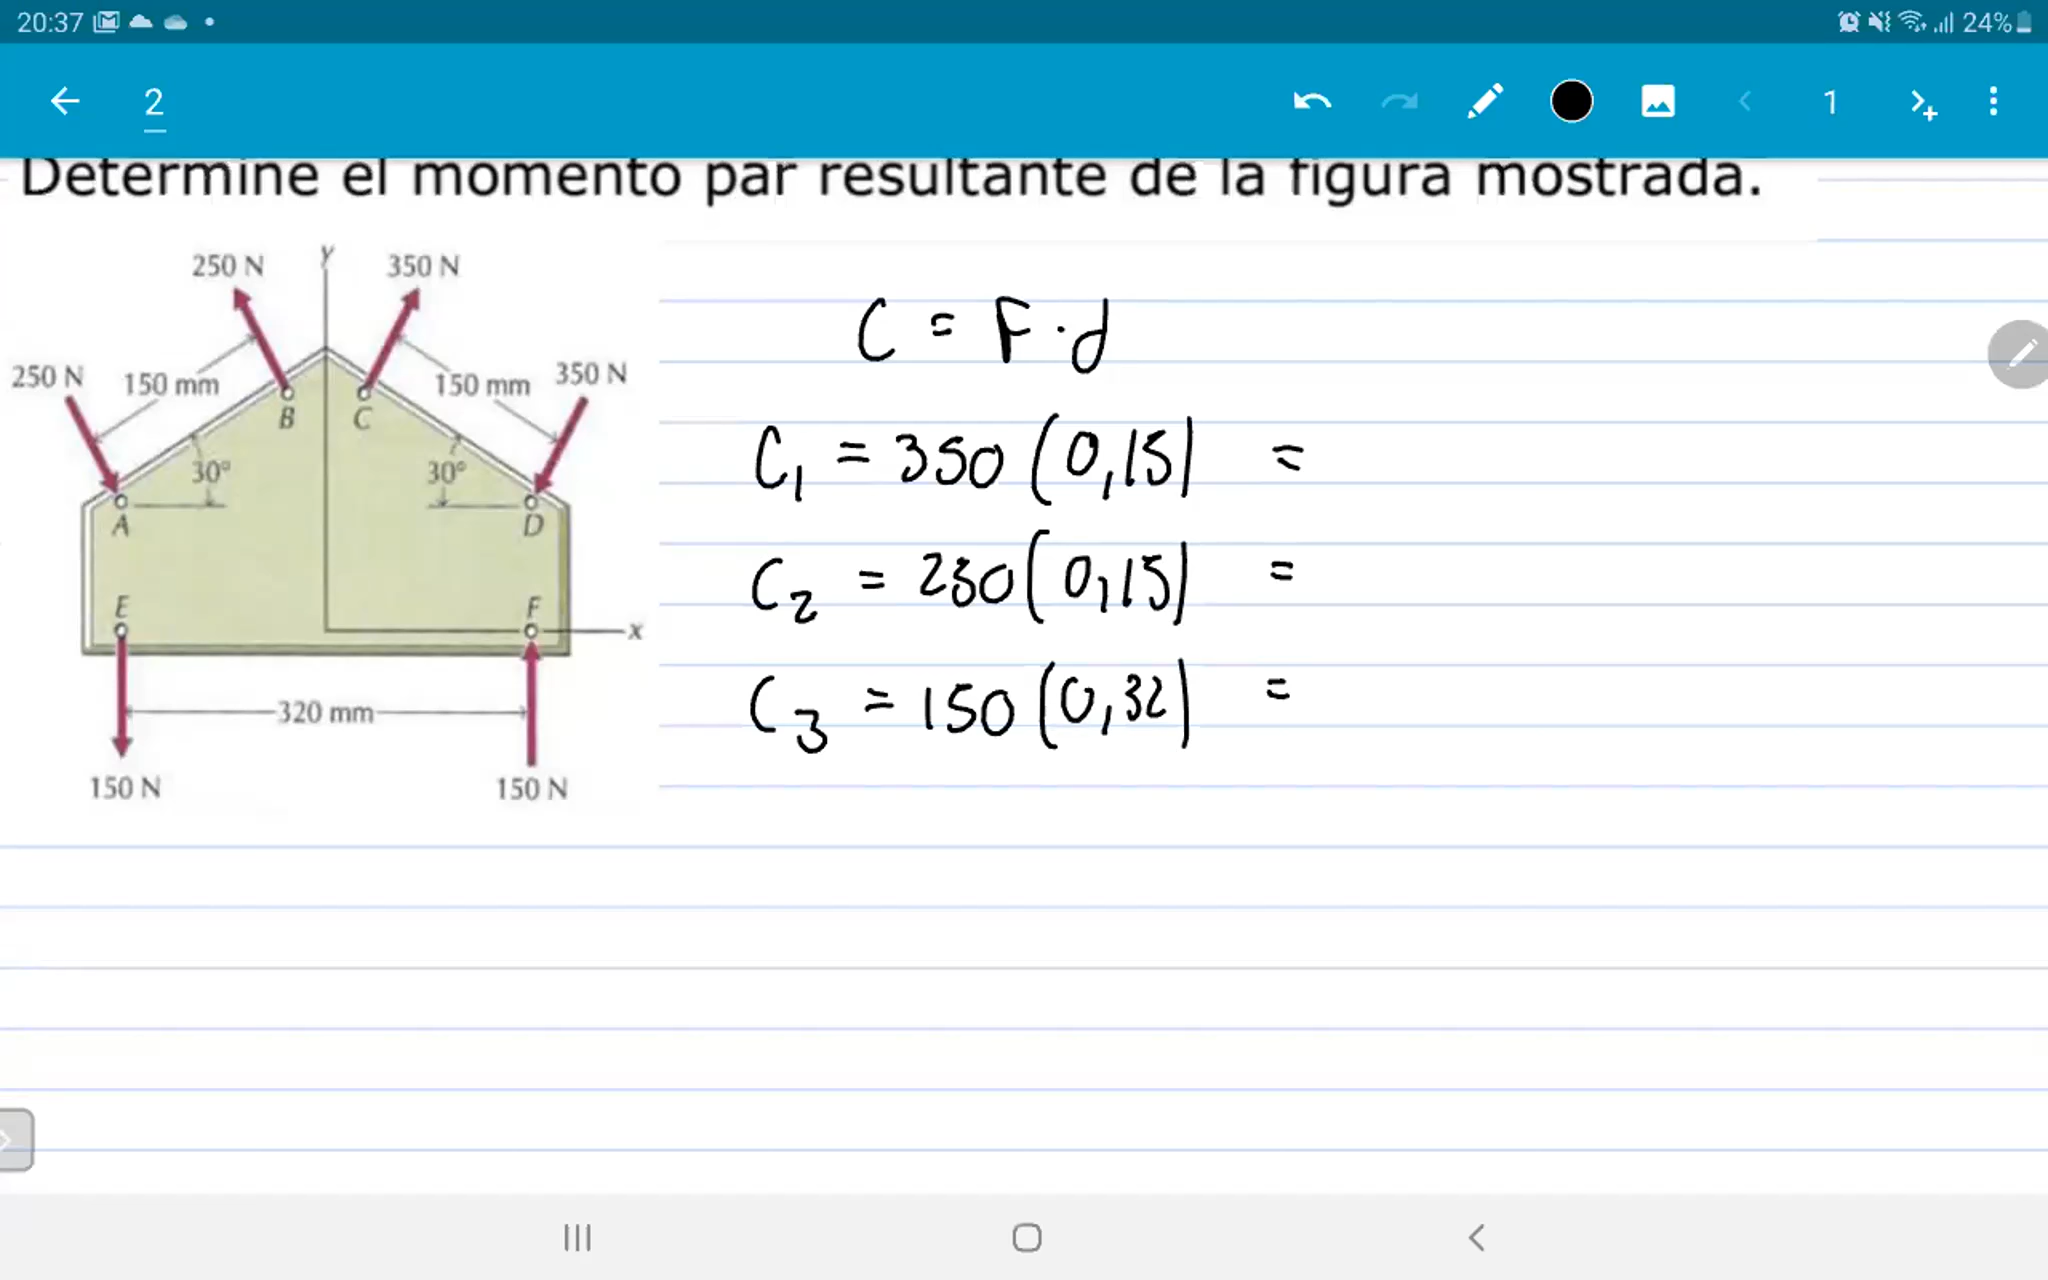 20:37 24%
2 1
Determine el momento par resultante de la figura mostrada.
250 N y 350 N
250 N 150 mm 150 mm 350 N
B C
30° 30°
A D
E F
x
320 mm
150 N 150 N
C = F·d
C₁ = 350 (0,15) =
C₂ = 250 (0,15) =
C₃ = 150 (0,32) =